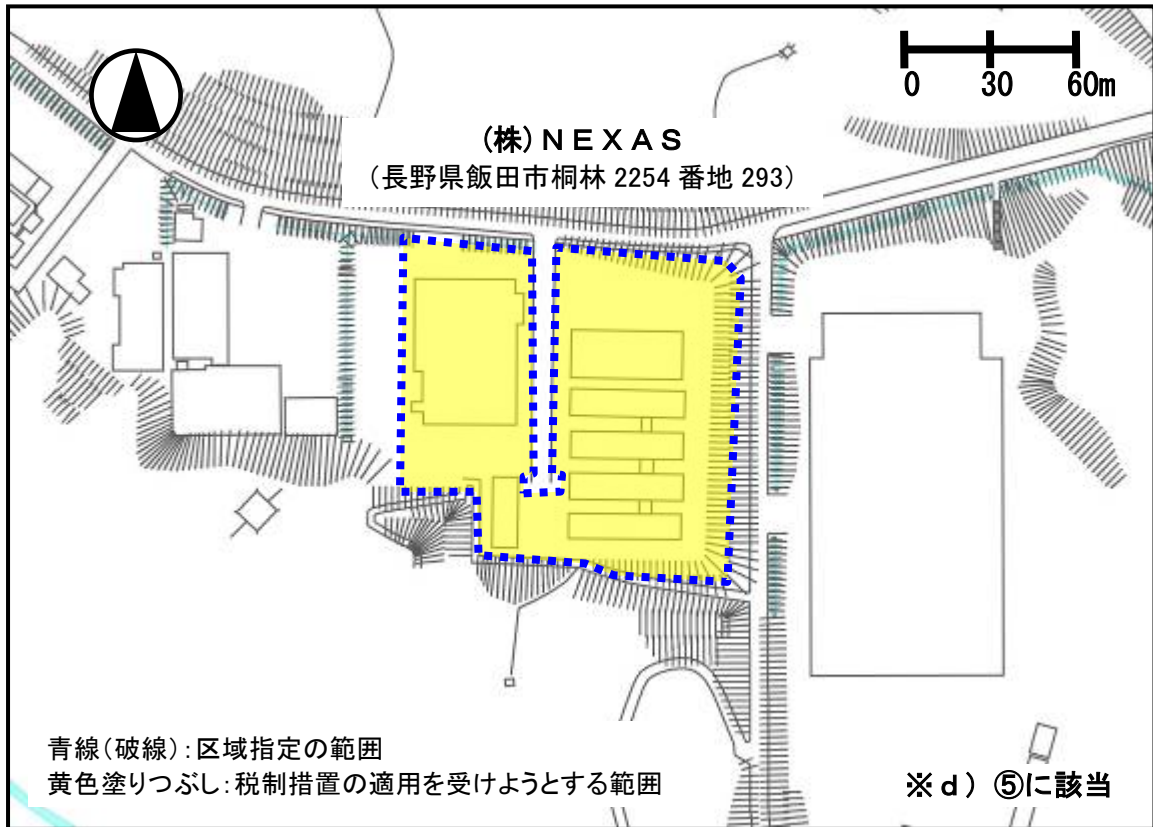 0 30 60m
(株)ＮＥＸＡＳ
(長野県飯田市桐林 2254 番地 293)
青線(破線):区域指定の範囲
黄色塗りつぶし:税制措置の適用を受けようとする範囲
※ｄ) ⑤に該当